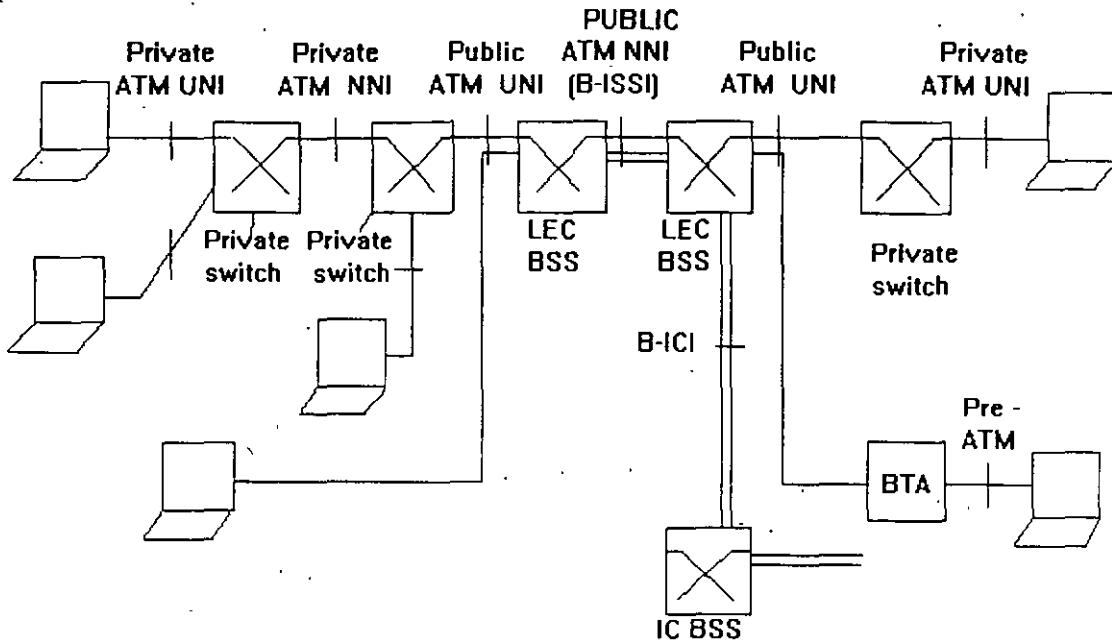 Private
ATM UNI
Private
ATM NNI
Public
ATM UNI
PUBLIC
ATM NNI
(B-ISSI)
Public
ATM UNI
Private
ATM UNI
Private
switch
Private
switch
LEC
BSS
LEC
BSS
Private
switch
B-ICI
Pre -
ATM
BTA
IC BSS